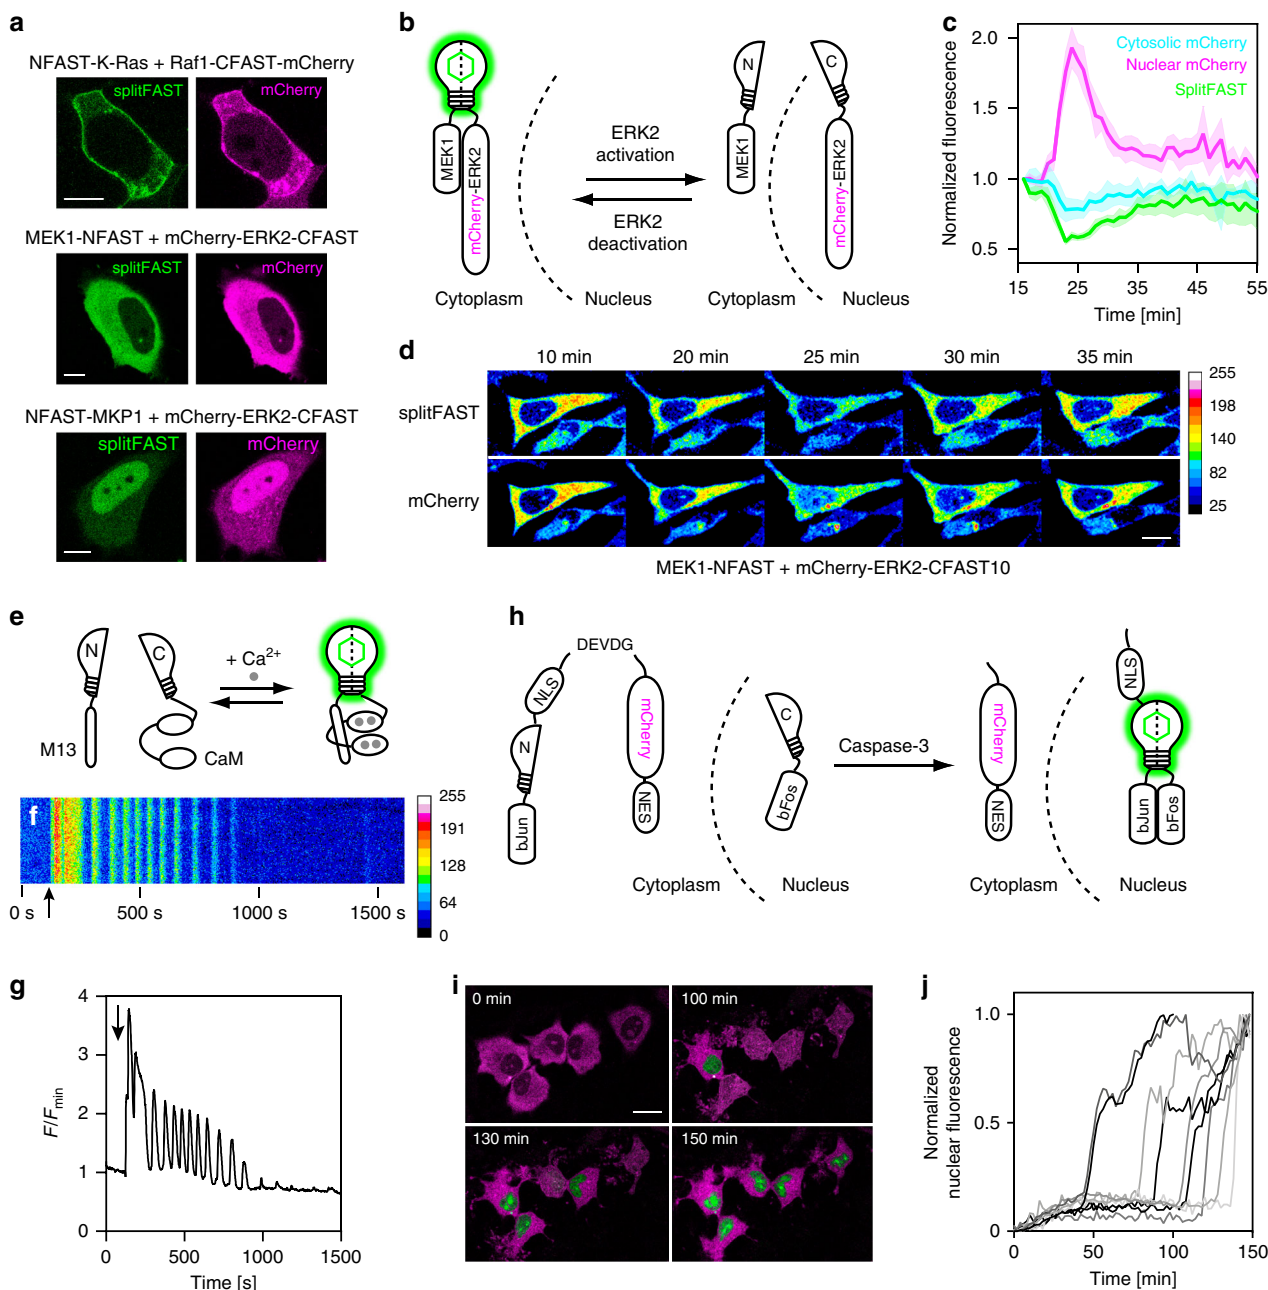 a
NFAST-K-Ras + Raf1-CFAST-mCherry
splitFAST
mCherry
MEK1-NFAST + mCherry-ERK2-CFAST
splitFAST
mCherry
NFAST-MKP1 + mCherry-ERK2-CFAST
splitFAST
mCherry
b
MEK1
mCherry-ERK2
Cytoplasm
Nucleus
ERK2
activation
ERK2
deactivation
N
C
MEK1
mCherry-ERK2
Cytoplasm
Nucleus
c
Normalized fluorescence
2.0
1.5
1.0
0.5
Cytosolic mCherry
Nuclear mCherry
SplitFAST
15
25
35
45
55
Time [min]
d
10 min
20 min
25 min
30 min
35 min
splitFAST
mCherry
255
198
140
82
25
MEK1-NFAST + mCherry-ERK2-CFAST10
e
N
C
M13
CaM
+ Ca2+
f
255
191
128
64
0
0 s
500 s
1000 s
1500 s
g
F/Fmin
4
3
2
1
0
0
500
1000
1500
Time [s]
h
DEVDG
NLS
N
bJun
mCherry
NES
C
bFos
Cytoplasm
Nucleus
Caspase-3
mCherry
NES
NLS
bJun
bFos
Cytoplasm
Nucleus
i
0 min
100 min
130 min
150 min
j
Normalized
nuclear fluorescence
1.0
0.5
0
0
50
100
150
Time [min]